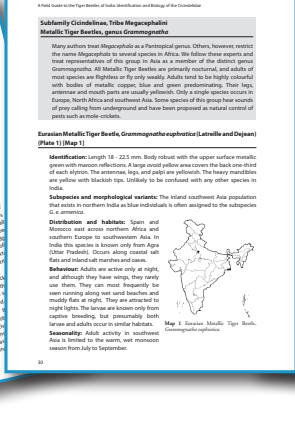 A Field Guide to the Tiger Beetles of India: Identification and Biology of the Cicindelidae
Subfamily Cicindelinae, Tribe Megacephalini
Metallic Tiger Beetles, genus Grammognatha
Many authors treat Megacephala as a Pantropical genus. Others, however, restrict
the name Megacephala to several species in Africa. We follow these experts and
treat representatives of this group in Asia as a member of the distinct genus
Grammognatha. All Metallic Tiger Beetles are primarily nocturnal, and adults of
most species are flightless or fly only weakly. Adults tend to be highly colourful
with bodies of metallic copper, blue and green predominating. Their legs,
antennae and mouth parts are usually yellowish. Only a single species occurs in
Europe, North Africa and southwest Asia. Some species of this group hear sounds
of prey calling from underground and have been proposed as natural control of
pests such as mole-crickets.
Eurasian Metallic Tiger Beetle, Grammognatha euphratica (Latreille and Dejean)
(Plate 1) [Map 1]
Identification: Length 18 - 22.5 mm. Body robust with the upper surface metallic
green with maroon reflections. A large ovoid yellow area covers the back one-third
of each elytron. The antennae, legs, and palpi are yellowish. The heavy mandibles
are yellow with blackish tips. Unlikely to be confused with any other species in
India.
Subspecies and morphological variants: The inland southwest Asia population
that exists in northern India as blue individuals is often assigned to the subspecies
G. e. armenica.
Distribution and habitats: Spain and
Morocco east across northern Africa and
southern Europe to southwestern Asia. In
India this species is known only from Agra
(Uttar Pradesh). Occurs along coastal salt
flats and inland salt marshes and oases.
Behaviour: Adults are active only at night,
and although they have wings, they rarely
use them. They can most frequently be
seen running along wet sand beaches and
muddy flats at night. They are attracted to
night lights. The larvae are known only from
captive breeding, but presumably both
larvae and adults occur in similar habitats.
Seasonality: Adult activity in southwest
Asia is limited to the warm, wet monsoon
season from July to September.
Map 1 Eurasian Metallic Tiger Beetle,
Grammognatha euphratica.
30